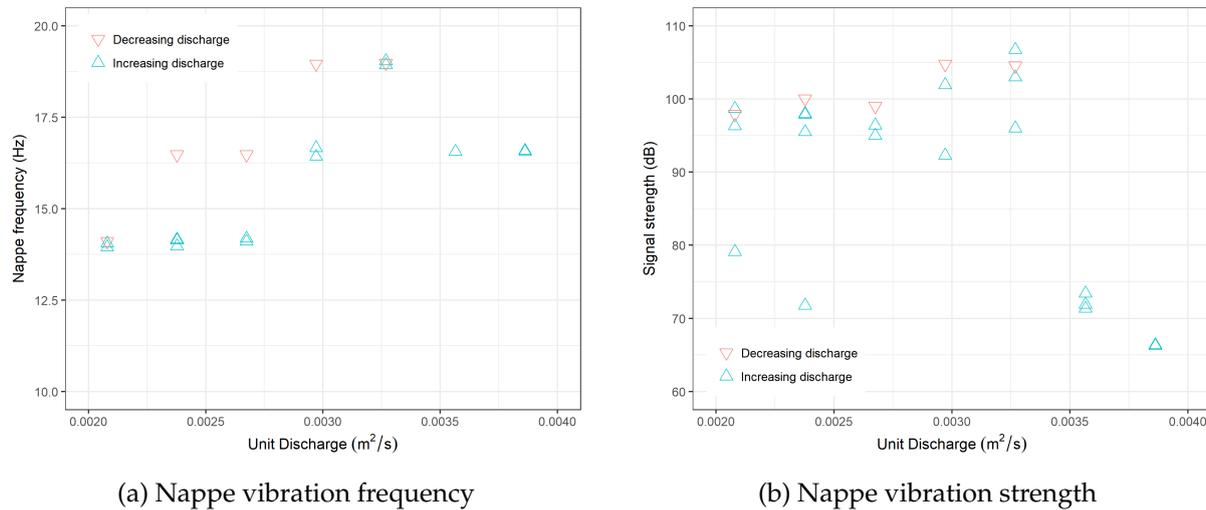 20.0
17.5
15.0
12.5
10.0
Nappe frequency (Hz)
Decreasing discharge
Increasing discharge
0.0020 0.0025 0.0030 0.0035 0.0040
Unit Discharge (m²/s)
(a) Nappe vibration frequency
110
100
90
80
70
60
Signal strength (dB)
Decreasing discharge
Increasing discharge
0.0020 0.0025 0.0030 0.0035 0.0040
Unit Discharge (m²/s)
(b) Nappe vibration strength